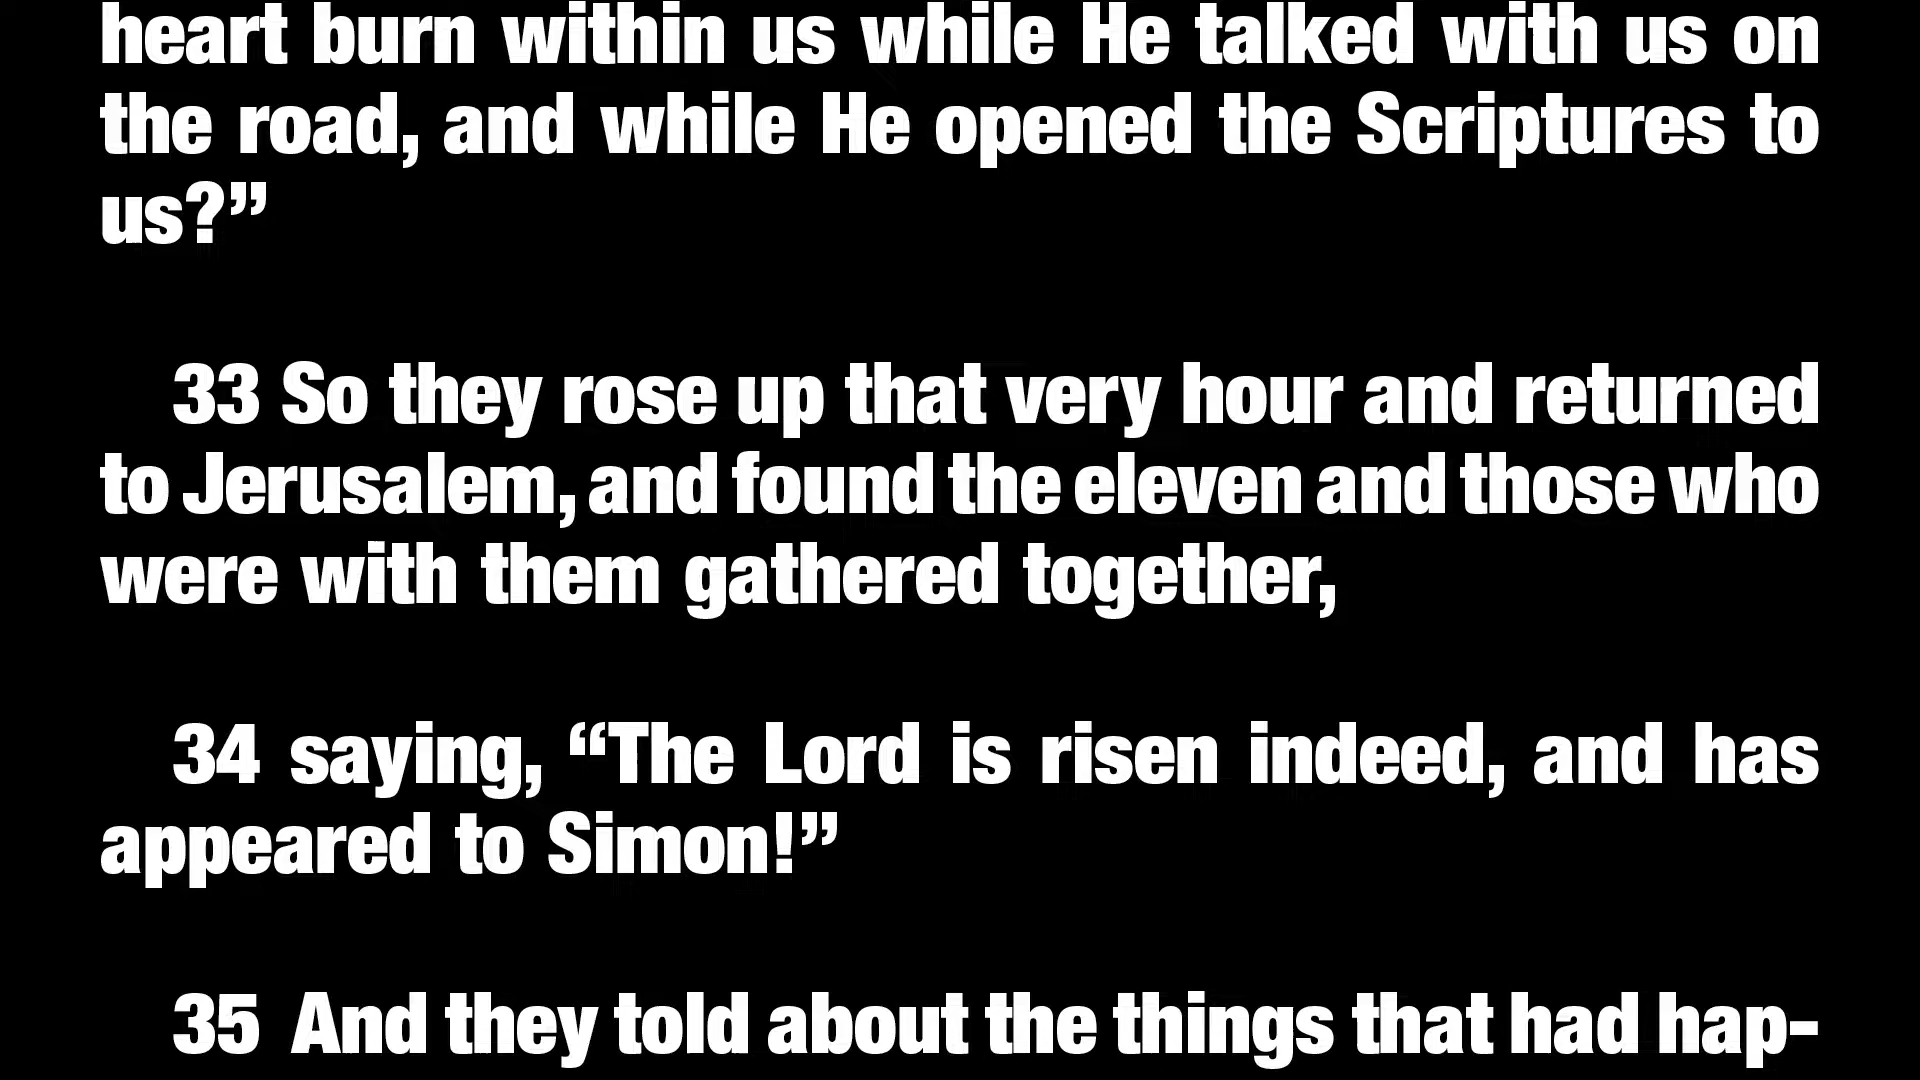 heart burn within us while He talked with us on
the road, and while He opened the Scriptures to
us?”
33 So they rose up that very hour and returned
to Jerusalem, and found the eleven and those who
were with them gathered together,
34 saying, “The Lord is risen indeed, and has
appeared to Simon!”
35 And they told about the things that had hap-